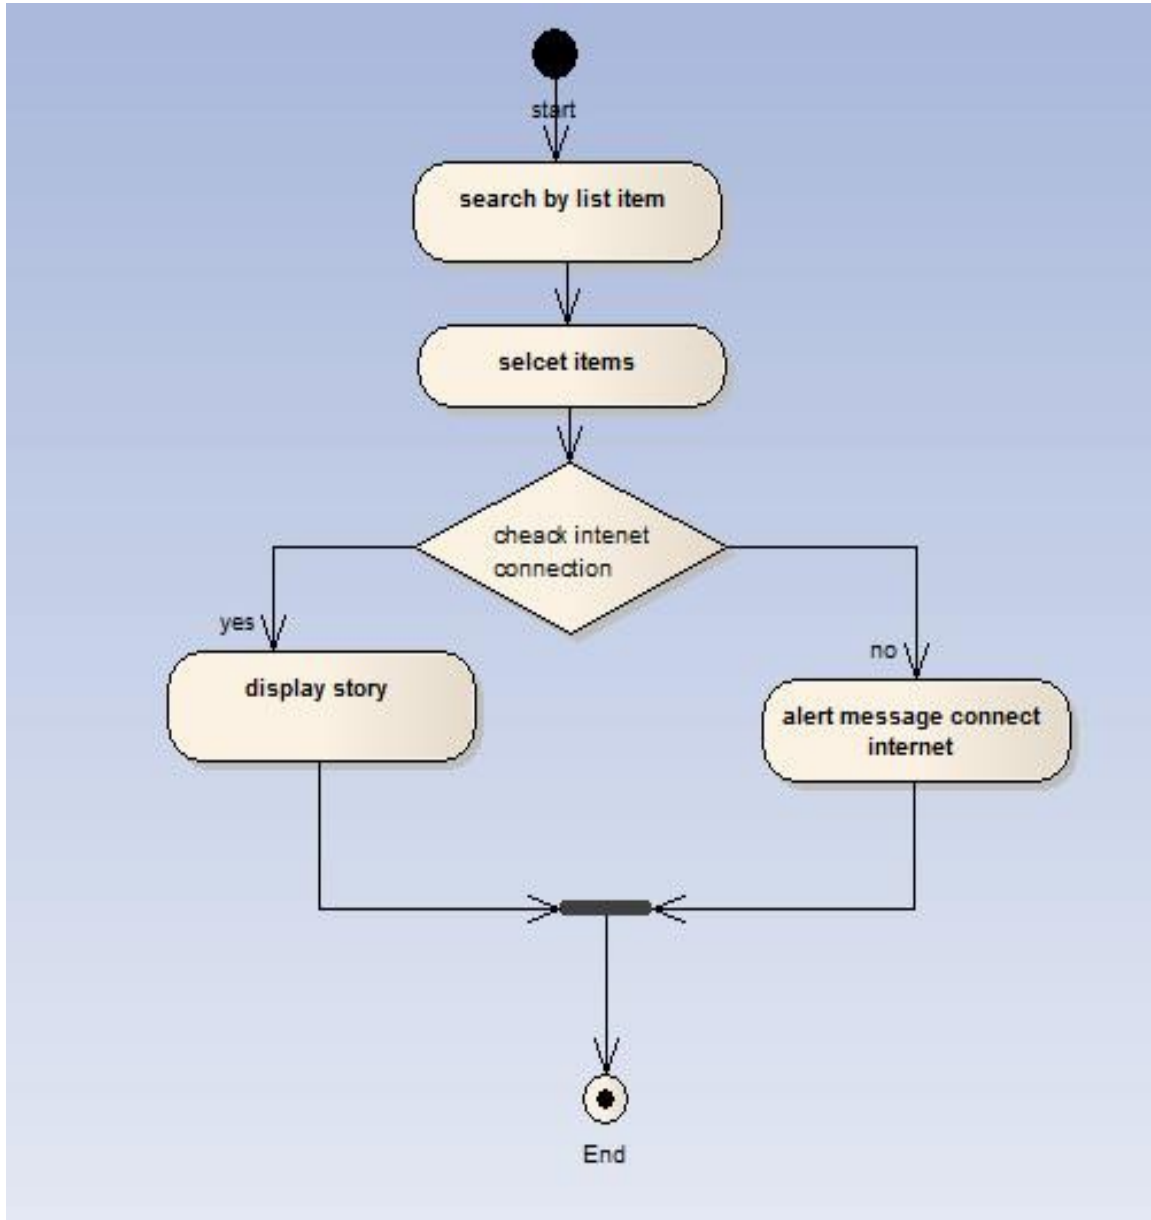 start
search by list item
selcet items
cheack intenet
connection
yes
display story
no
alert message connect
internet
End